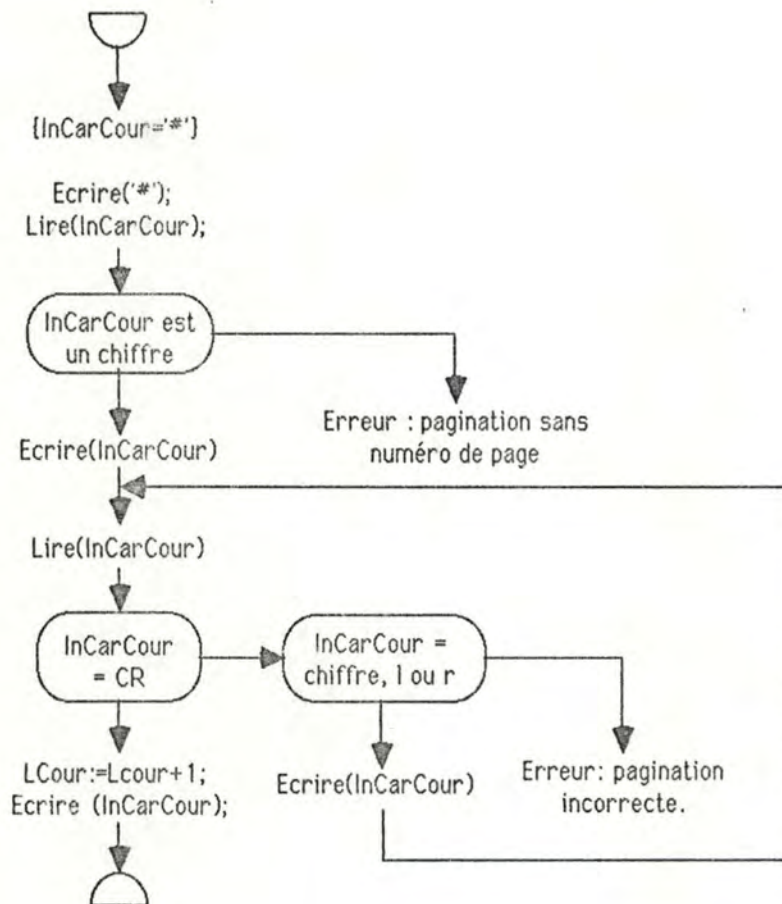 {InCarCour='#'}
Ecrire('#');
Lire(InCarCour);
InCarCour est
un chiffre
Erreur : pagination sans
numéro de page
Ecrire(InCarCour)
Lire(InCarCour)
InCarCour
= CR
InCarCour =
chiffre, l ou r
LCour:=Lcour+1;
Ecrire (InCarCour);
Ecrire(InCarCour)
Erreur: pagination
incorrecte.